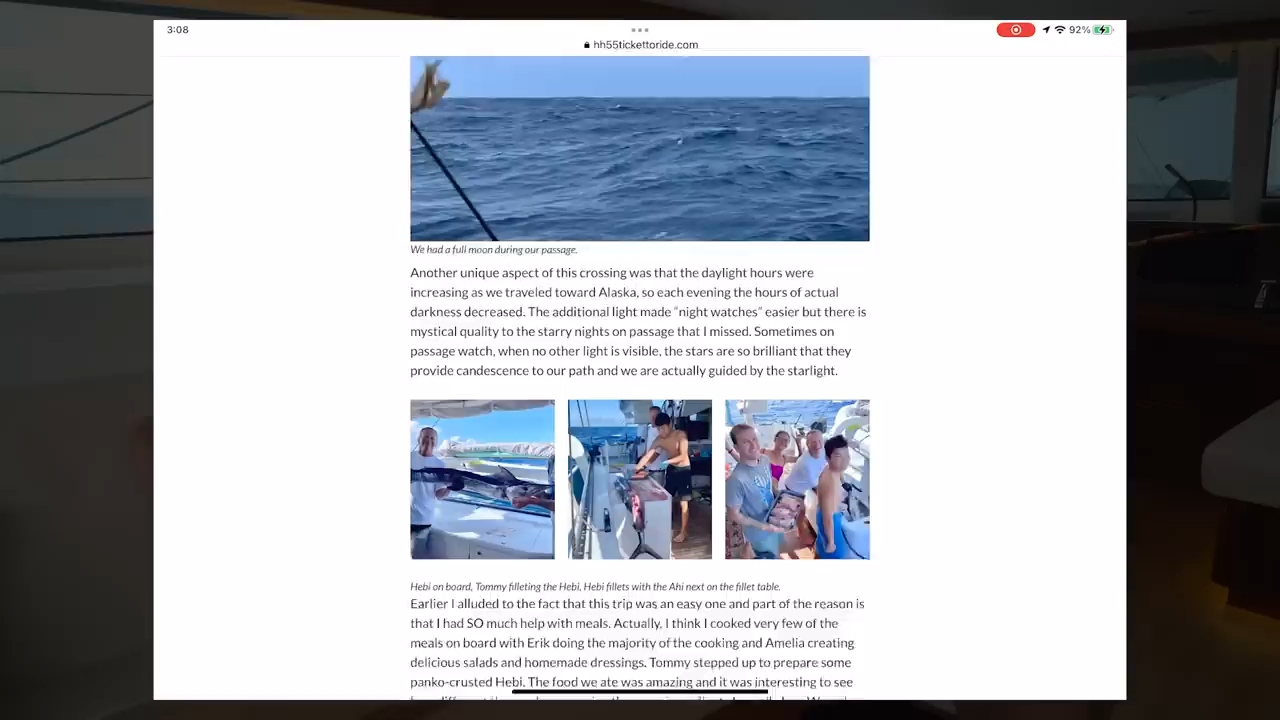 3:08
92%
hh55tickettoride.com
We had a full moon during our passage.
Another unique aspect of this crossing was that the daylight hours were
increasing as we traveled toward Alaska, so each evening the hours of actual
darkness decreased. The additional light made “night watches” easier but there is
mystical quality to the starry nights on passage that I missed. Sometimes on
passage watch, when no other light is visible, the stars are so brilliant that they
provide candescence to our path and we are actually guided by the starlight.
Hebi on board, Tommy filleting the Hebi, Hebi fillets with the Ahi next on the fillet table.
Earlier I alluded to the fact that this trip was an easy one and part of the reason is
that I had SO much help with meals. Actually, I think I cooked very few of the
meals on board with Erik doing the majority of the cooking and Amelia creating
delicious salads and homemade dressings. Tommy stepped up to prepare some
panko-crusted Hebi. The food we ate was amazing and it was interesting to see